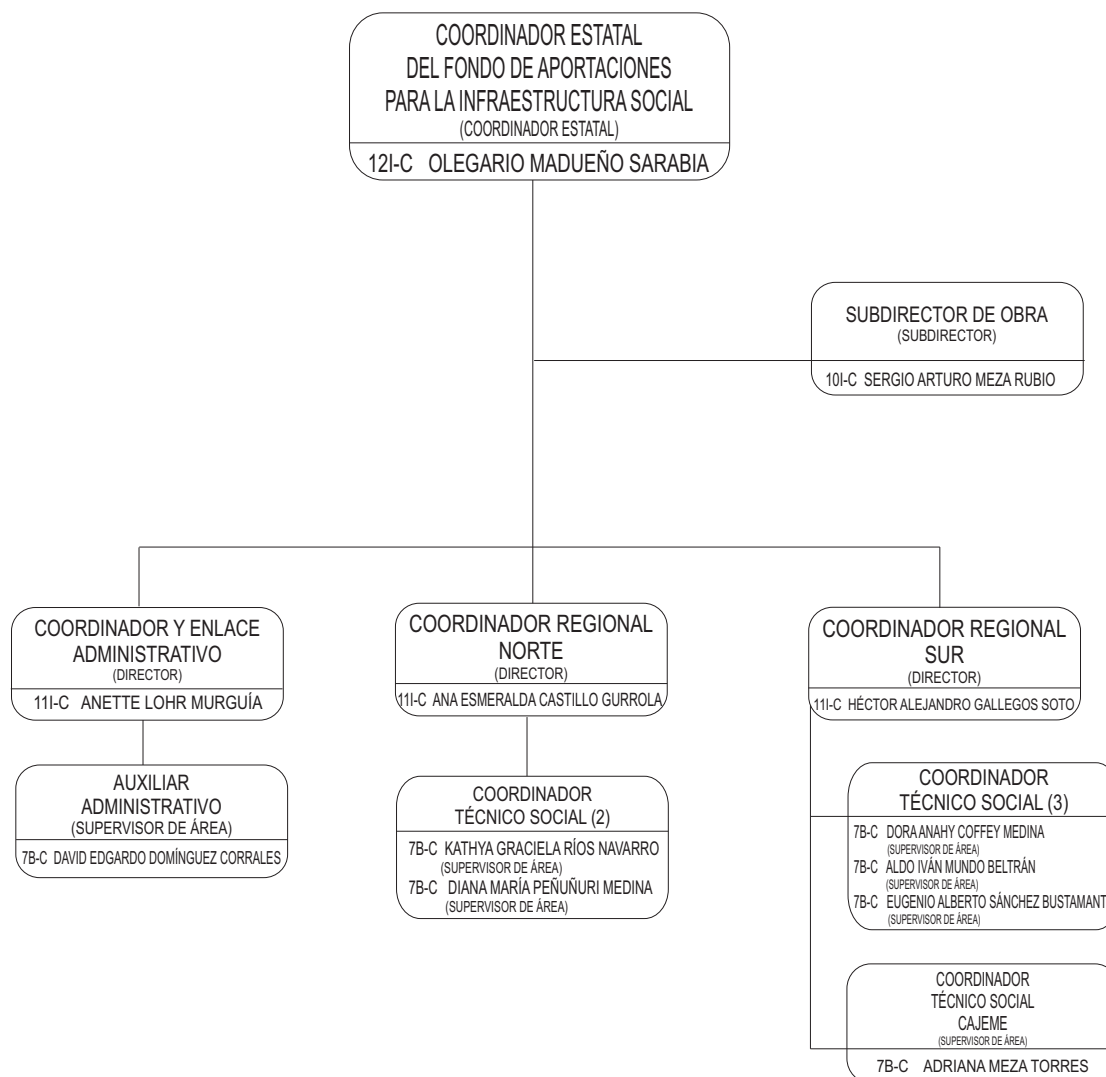 COORDINADOR ESTATAL
DEL FONDO DE APORTACIONES
PARA LA INFRAESTRUCTURA SOCIAL
(COORDINADOR ESTATAL)
12I-C OLEGARIO MADUEÑO SARABIA
SUBDIRECTOR DE OBRA
(SUBDIRECTOR)
10I-C SERGIO ARTURO MEZA RUBIO
COORDINADOR Y ENLACE
ADMINISTRATIVO
(DIRECTOR)
11I-C ANETTE LOHR MURGUÍA
COORDINADOR REGIONAL
NORTE
(DIRECTOR)
11I-C ANA ESMERALDA CASTILLO GURROLA
COORDINADOR REGIONAL
SUR
(DIRECTOR)
11I-C HÉCTOR ALEJANDRO GALLEGOS SOTO
AUXILIAR
ADMINISTRATIVO
(SUPERVISOR DE ÁREA)
7B-C DAVID EDGARDO DOMÍNGUEZ CORRALES
COORDINADOR
TÉCNICO SOCIAL (2)
7B-C KATHYA GRACIELA RÍOS NAVARRO
(SUPERVISOR DE ÁREA)
7B-C DIANA MARÍA PEÑUÑURI MEDINA
(SUPERVISOR DE ÁREA)
COORDINADOR
TÉCNICO SOCIAL (3)
7B-C DORA ANAHY COFFEY MEDINA
(SUPERVISOR DE ÁREA)
7B-C ALDO IVÁN MUNDO BELTRÁN
(SUPERVISOR DE ÁREA)
7B-C EUGENIO ALBERTO SÁNCHEZ BUSTAMANT
(SUPERVISOR DE ÁREA)
COORDINADOR
TÉCNICO SOCIAL
CAJEME
(SUPERVISOR DE ÁREA)
7B-C ADRIANA MEZA TORRES